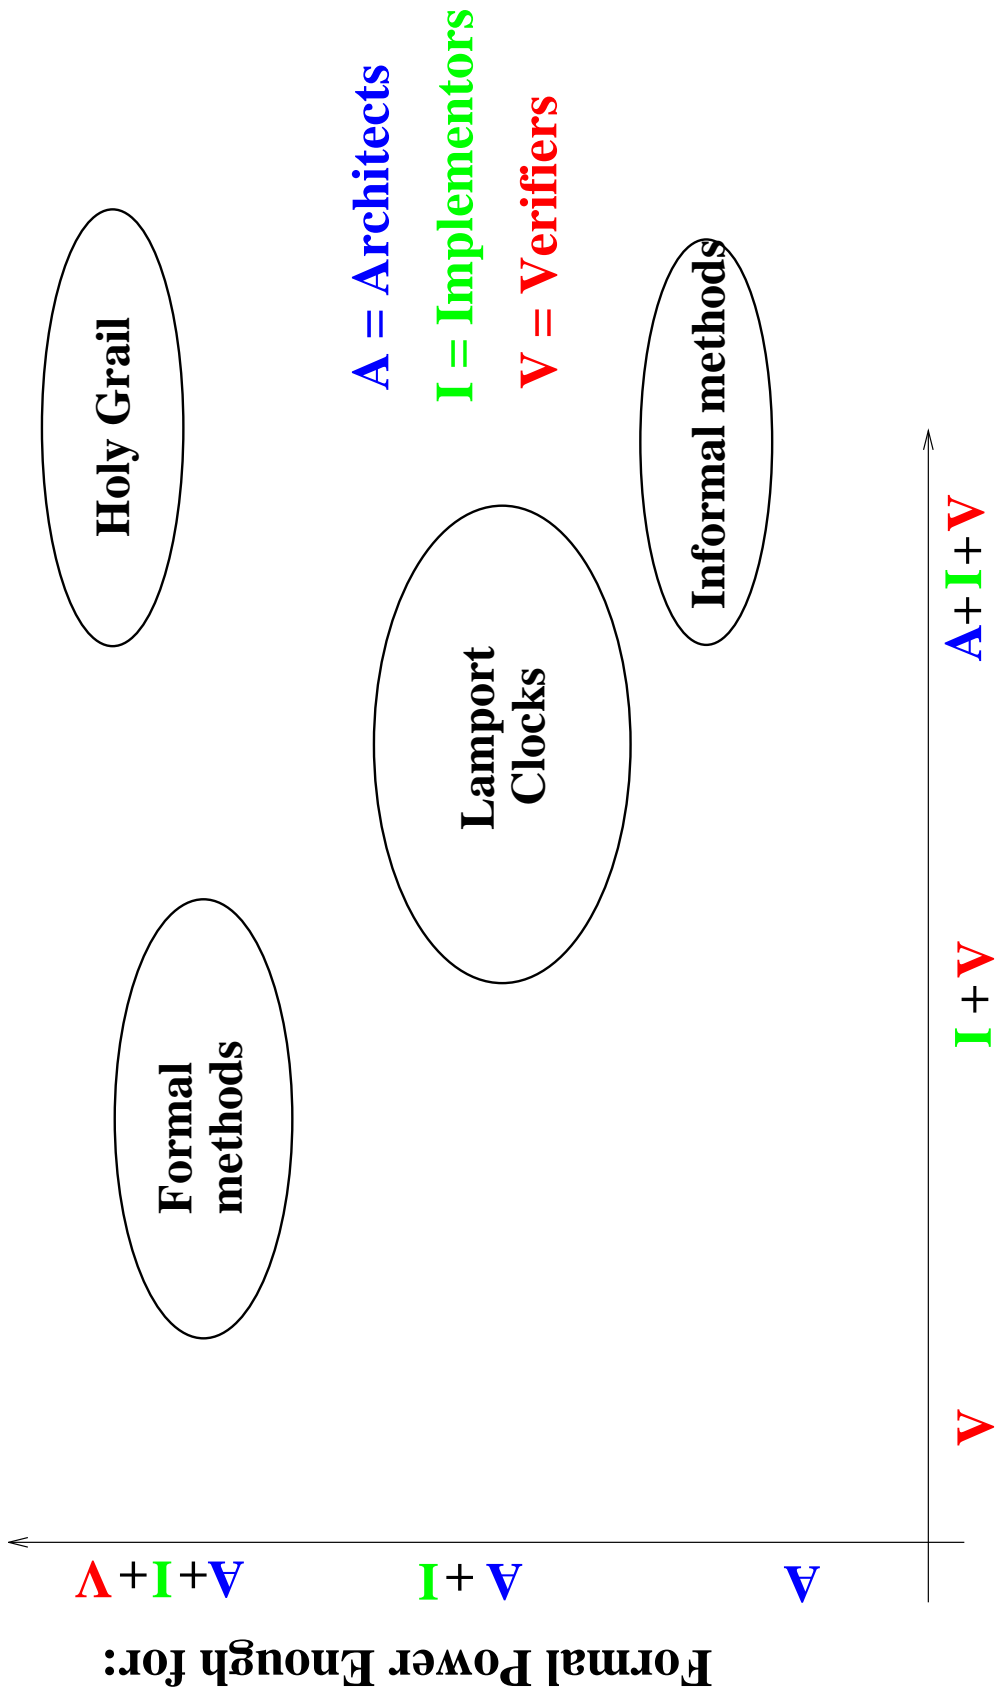 Formal Power Enough for:
A+I+V
A + I
A
Holy Grail
Formal
methods
A = Architects
I = Implementors
V = Verifiers
Lamport
Clocks
Informal methods
V
I + V
A+I+V